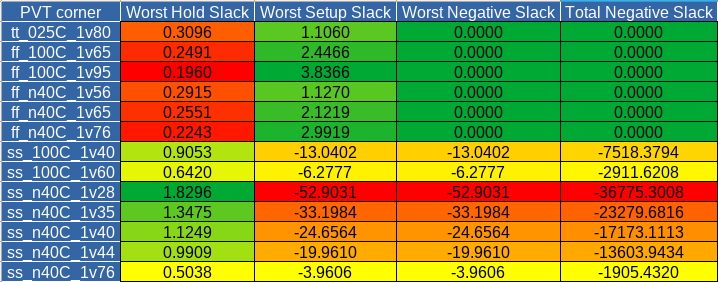 PVT corner Worst Hold Slack Worst Setup Slack Worst Negative Slack Total Negative Slack
tt_025C_1v80 0.3096 1.1060 0.0000 0.0000
ff_100C_1v65 0.2491 2.4466 0.0000 0.0000
ff_100C_1v95 0.1960 3.8366 0.0000 0.0000
ff_n40C_1v56 0.2915 1.1270 0.0000 0.0000
ff_n40C_1v65 0.2551 2.1219 0.0000 0.0000
ff_n40C_1v76 0.2243 2.9919 0.0000 0.0000
ss_100C_1v40 0.9053 -13.0402 -13.0402 -7518.3794
ss_100C_1v60 0.6420 -6.2777 -6.2777 -2911.6208
ss_n40C_1v28 1.8296 -52.9031 -52.9031 -36775.3008
ss_n40C_1v35 1.3475 -33.1984 -33.1984 -23279.6816
ss_n40C_1v40 1.1249 -24.6564 -24.6564 -17173.1113
ss_n40C_1v44 0.9909 -19.9610 -19.9610 -13603.9434
ss_n40C_1v76 0.5038 -3.9606 -3.9606 -1905.4320